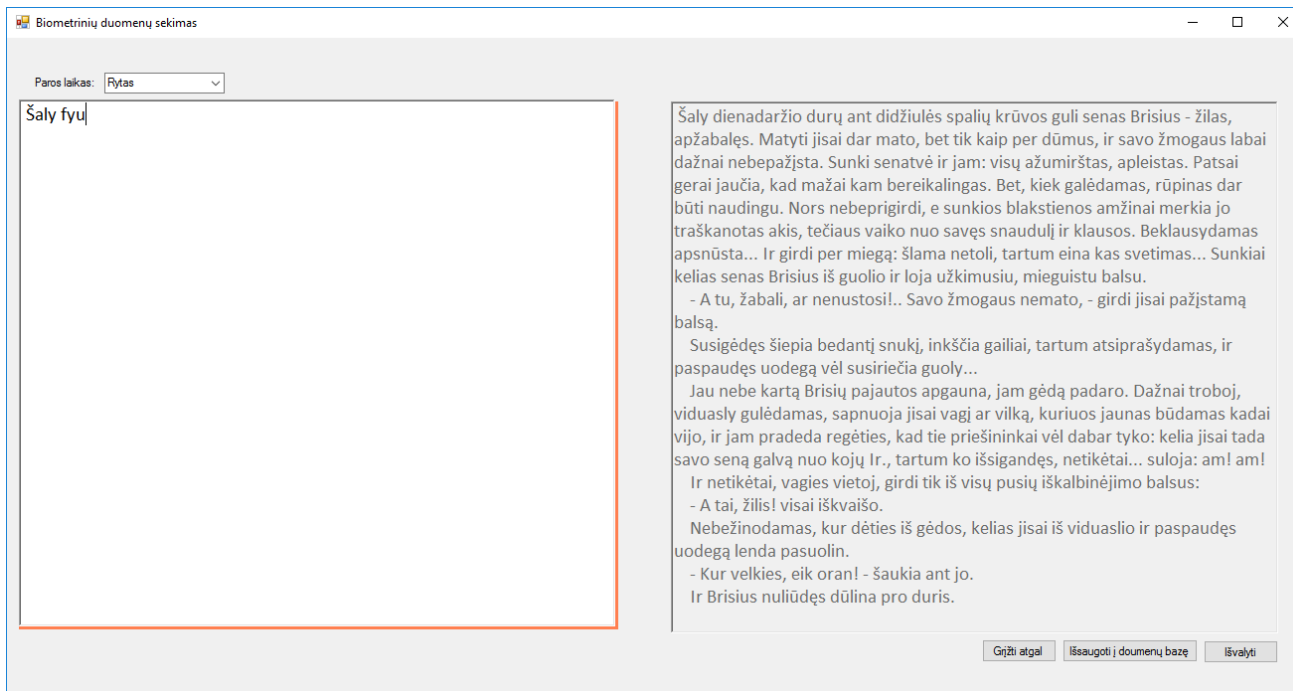 Biometrinių duomenų sekimas
Paros laikas: Rytas
Šaly fyu
Šaly dienadaržio durų ant didžiulės spalių krūvos guli senas Brisius - žilas,
apžabalęs. Matyti jisai dar mato, bet tik kaip per dūmus, ir savo žmogaus labai
dažnai nebepažįsta. Sunki senatvė ir jam: visų ažumirštas, apleistas. Patsai
gerai jaučia, kad mažai kam bereikalingas. Bet, kiek galėdamas, rūpinas dar
būti naudingu. Nors nebeprigirdi, e sunkios blakstienos amžinai merkia jo
traškanotas akis, tečiaus vaiko nuo savęs snaudulį ir klausos. Beklausydamas
apsnūsta... Ir girdi per miegą: šlama netoli, tartum eina kas svetimas... Sunkiai
kelias senas Brisius iš guolio ir loja užkimusiu, mieguistu balsu.
- A tu, žabali, ar nenustosi!.. Savo žmogaus nemato, - girdi jisai pažįstamą
balsą.
Susigėdęs šiepia bedantį snukį, inkščia gailiai, tartum atsiprašydamas, ir
paspaudęs uodegą vėl susiriečia guoly...
Jau nebe kartą Brisių pajautos apgauna, jam gėdą padaro. Dažnai troboj,
viduasly gulėdamas, sapnuoja jisai vagį ar vilką, kuriuos jaunas būdamas kadai
vijo, ir jam pradeda regėties, kad tie priešininkai vėl dabar tyko: kelia jisai tada
savo seną galvą nuo kojų Ir., tartum ko išsigandęs, netikėtai... suloja: am! am!
Ir netikėtai, vagies vietoj, girdi tik iš visų pusių iškalbinėjimo balsus:
- A tai, žilis! visai iškvaišo.
Nebežinodamas, kur dėties iš gėdos, kelias jisai iš viduaslio ir paspaudęs
uodegą lenda pasuolin.
- Kur velkies, eik oran! - šaukia ant jo.
Ir Brisius nuliūdęs dūlina pro duris.
Grįžti atgal Išsaugoti į doumenų bazę Išvalyti